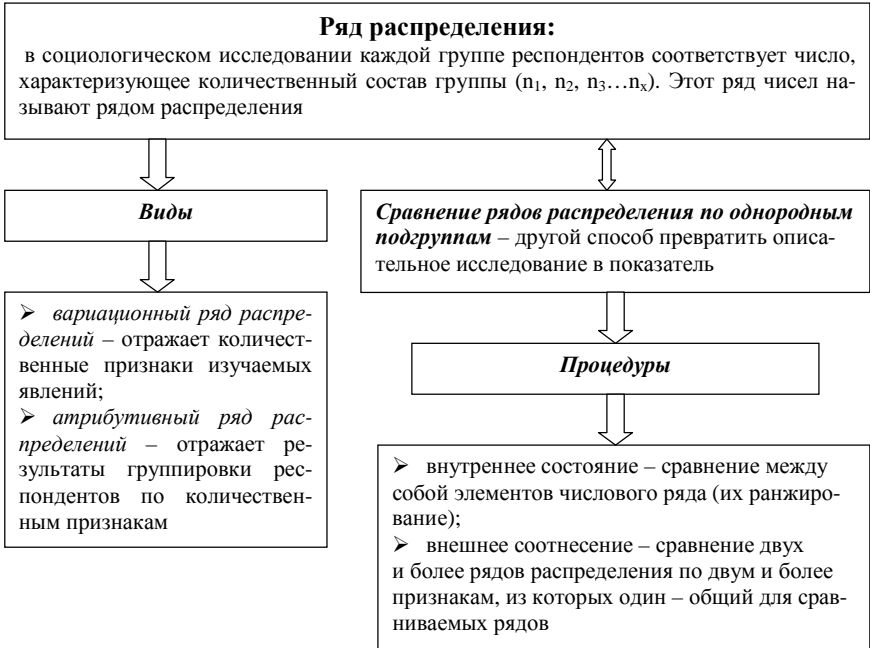 Ряд распределения:
в социологическом исследовании каждой группе респондентов соответствует число,
характеризующее количественный состав группы (n₁, n₂, n₃…nₓ). Этот ряд чисел на-
зывают рядом распределения
Виды
➢ вариационный ряд распре-
делений – отражает количест-
венные признаки изучаемых
явлений;
➢ атрибутивный ряд рас-
пределений – отражает ре-
зультаты группировки рес-
пондентов по количествен-
ным признакам
Сравнение рядов распределения по однородным
подгруппам – другой способ превратить описа-
тельное исследование в показатель
Процедуры
➢ внутреннее состояние – сравнение между
собой элементов числового ряда (их ранжиро-
вание);
➢ внешнее соотнесение – сравнение двух
и более рядов распределения по двум и более
признакам, из которых один – общий для срав-
ниваемых рядов